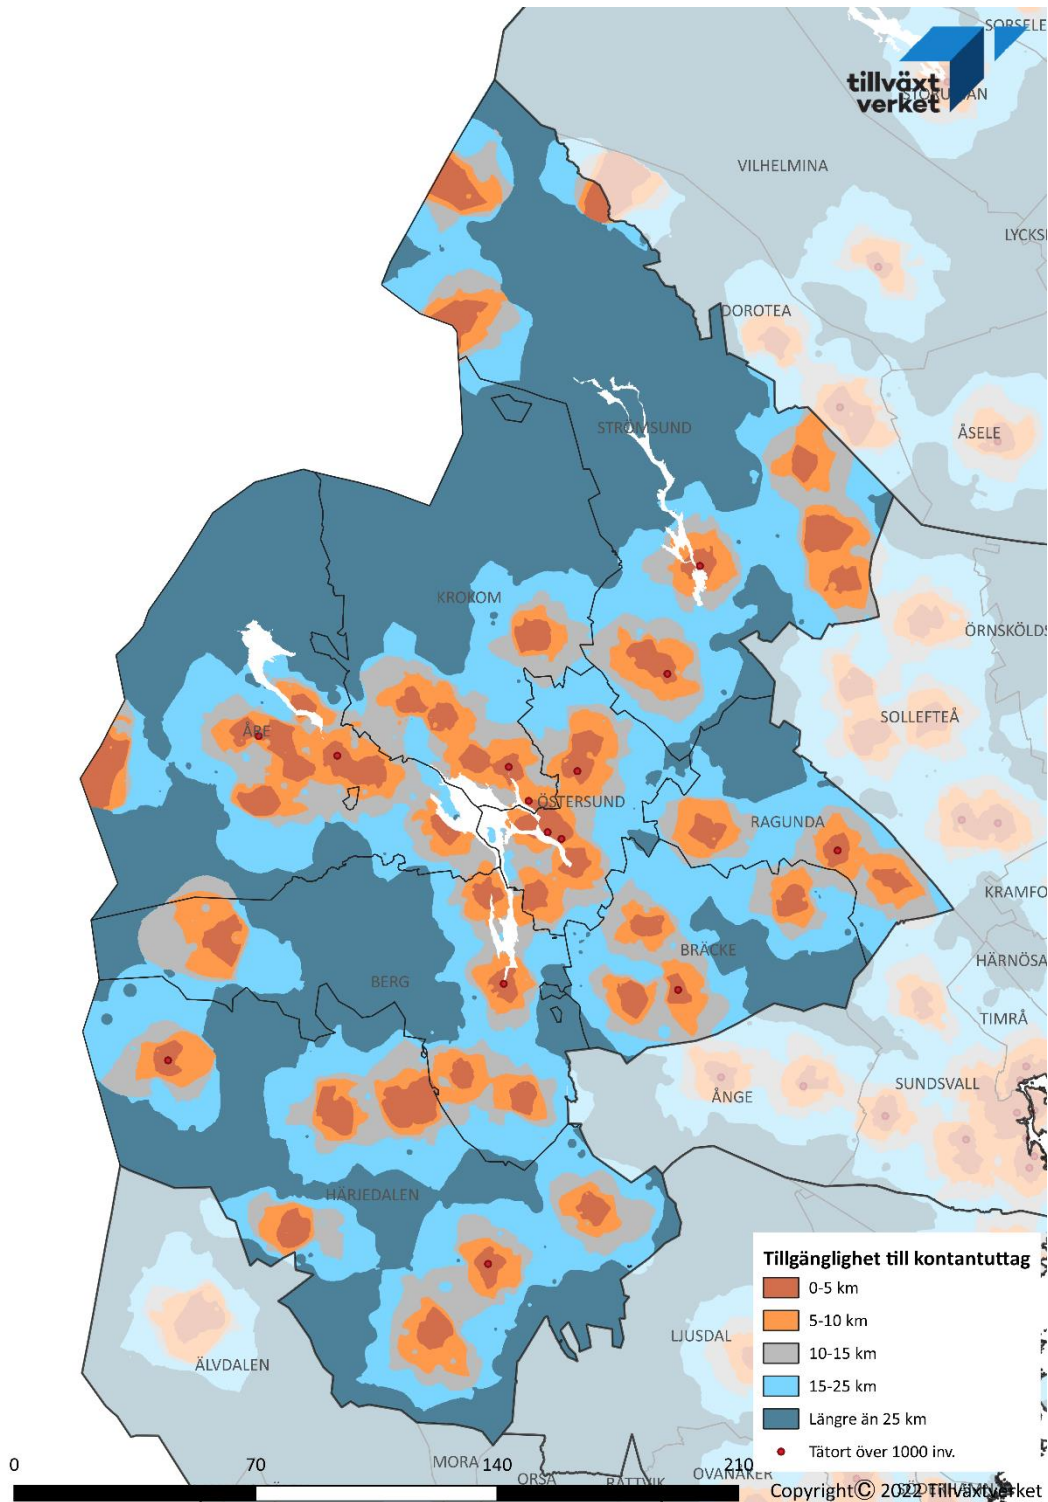 SORSELE
tillväxt
verket
VILHELMINA
LYCKS
DOROTEA
STRÖMSUND
ÅSELE
KROKOM
ÖRNSKÖLDS
SOLLEFTEÅ
ÅRE
ÖSTERSUND
RAGUNDA
KRAMFO
BRÄCKE
HÄRNÖSA
BERG
TIMRÅ
SUNDSVALL
ÅNGE
HÄRJEDALEN
Tillgänglighet till kontantuttag
0-5 km
5-10 km
10-15 km
15-25 km
Längre än 25 km
Tätort över 1000 inv.
LJUSDAL
ÄLVDALEN
0 70 140 210
MORA
ORSA
RÄTTVIK
OVANÅKER
SÖDERHAMN
Copyright© 2022 Tillväxtverket